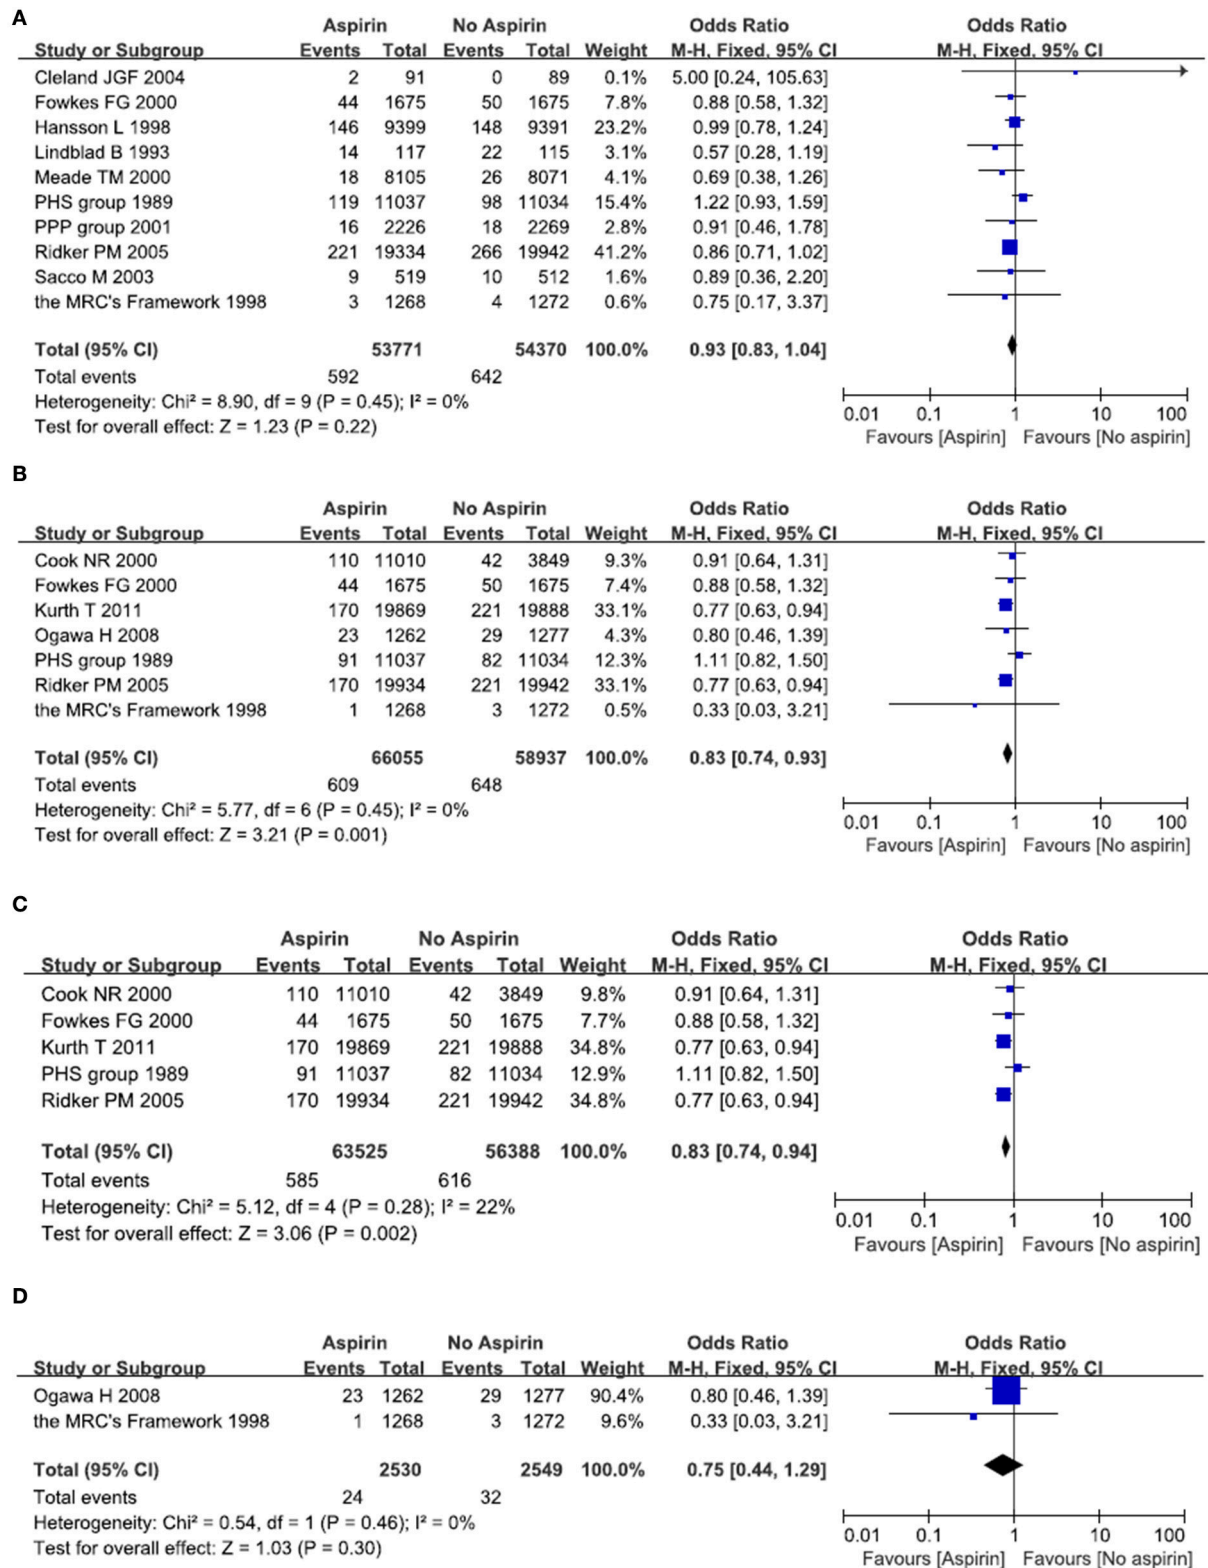 A
Aspirin No Aspirin Odds Ratio Odds Ratio
Study or Subgroup Events Total Events Total Weight M-H, Fixed, 95% CI M-H, Fixed, 95% CI
Cleland JGF 2004 2 91 0 89 0.1% 5.00 [0.24, 105.63]
Fowkes FG 2000 44 1675 50 1675 7.8% 0.88 [0.58, 1.32]
Hansson L 1998 146 9399 148 9391 23.2% 0.99 [0.78, 1.24]
Lindblad B 1993 14 117 22 115 3.1% 0.57 [0.28, 1.19]
Meade TM 2000 18 8105 26 8071 4.1% 0.69 [0.38, 1.26]
PHS group 1989 119 11037 98 11034 15.4% 1.22 [0.93, 1.59]
PPP group 2001 16 2226 18 2269 2.8% 0.91 [0.46, 1.78]
Ridker PM 2005 221 19334 266 19942 41.2% 0.86 [0.71, 1.02]
Sacco M 2003 9 519 10 512 1.6% 0.89 [0.36, 2.20]
the MRC's Framework 1998 3 1268 4 1272 0.6% 0.75 [0.17, 3.37]
Total (95% CI) 53771 54370 100.0% 0.93 [0.83, 1.04]
Total events 592 642
Heterogeneity: Chi² = 8.90, df = 9 (P = 0.45); I² = 0%
Test for overall effect: Z = 1.23 (P = 0.22)
0.01 0.1 1 10 100
Favours [Aspirin] Favours [No aspirin]
B
Aspirin No Aspirin Odds Ratio Odds Ratio
Study or Subgroup Events Total Events Total Weight M-H, Fixed, 95% CI M-H, Fixed, 95% CI
Cook NR 2000 110 11010 42 3849 9.3% 0.91 [0.64, 1.31]
Fowkes FG 2000 44 1675 50 1675 7.4% 0.88 [0.58, 1.32]
Kurth T 2011 170 19869 221 19888 33.1% 0.77 [0.63, 0.94]
Ogawa H 2008 23 1262 29 1277 4.3% 0.80 [0.46, 1.39]
PHS group 1989 91 11037 82 11034 12.3% 1.11 [0.82, 1.50]
Ridker PM 2005 170 19934 221 19942 33.1% 0.77 [0.63, 0.94]
the MRC's Framework 1998 1 1268 3 1272 0.5% 0.33 [0.03, 3.21]
Total (95% CI) 66055 58937 100.0% 0.83 [0.74, 0.93]
Total events 609 648
Heterogeneity: Chi² = 5.77, df = 6 (P = 0.45); I² = 0%
Test for overall effect: Z = 3.21 (P = 0.001)
0.01 0.1 1 10 100
Favours [Aspirin] Favours [No aspirin]
C
Aspirin No Aspirin Odds Ratio Odds Ratio
Study or Subgroup Events Total Events Total Weight M-H, Fixed, 95% CI M-H, Fixed, 95% CI
Cook NR 2000 110 11010 42 3849 9.8% 0.91 [0.64, 1.31]
Fowkes FG 2000 44 1675 50 1675 7.7% 0.88 [0.58, 1.32]
Kurth T 2011 170 19869 221 19888 34.8% 0.77 [0.63, 0.94]
PHS group 1989 91 11037 82 11034 12.9% 1.11 [0.82, 1.50]
Ridker PM 2005 170 19934 221 19942 34.8% 0.77 [0.63, 0.94]
Total (95% CI) 63525 56388 100.0% 0.83 [0.74, 0.94]
Total events 585 616
Heterogeneity: Chi² = 5.12, df = 4 (P = 0.28); I² = 22%
Test for overall effect: Z = 3.06 (P = 0.002)
0.01 0.1 1 10 100
Favours [Aspirin] Favours [No aspirin]
D
Aspirin No Aspirin Odds Ratio Odds Ratio
Study or Subgroup Events Total Events Total Weight M-H, Fixed, 95% CI M-H, Fixed, 95% CI
Ogawa H 2008 23 1262 29 1277 90.4% 0.80 [0.46, 1.39]
the MRC's Framework 1998 1 1268 3 1272 9.6% 0.33 [0.03, 3.21]
Total (95% CI) 2530 2549 100.0% 0.75 [0.44, 1.29]
Total events 24 32
Heterogeneity: Chi² = 0.54, df = 1 (P = 0.46); I² = 0%
Test for overall effect: Z = 1.03 (P = 0.30)
0.01 0.1 1 10 100
Favours [Aspirin] Favours [No aspirin]